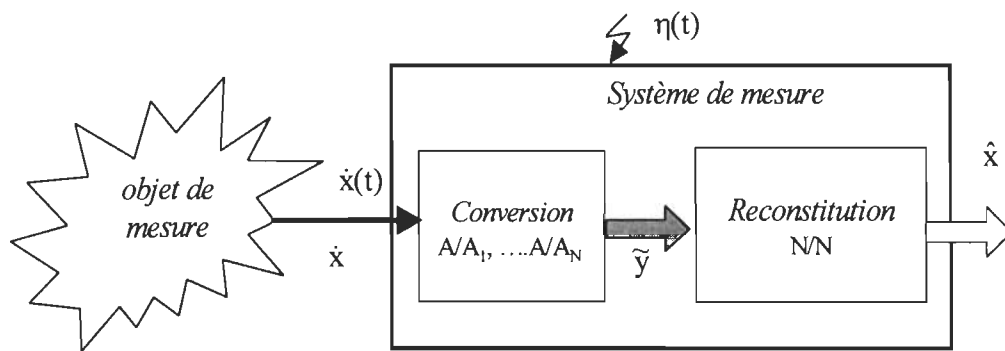 η(t)
Système de mesure
x̂
objet de
mesure
ẋ(t)
ẋ
Conversion
A/A₁, ….A/A_N
ỹ
Reconstitution
N/N